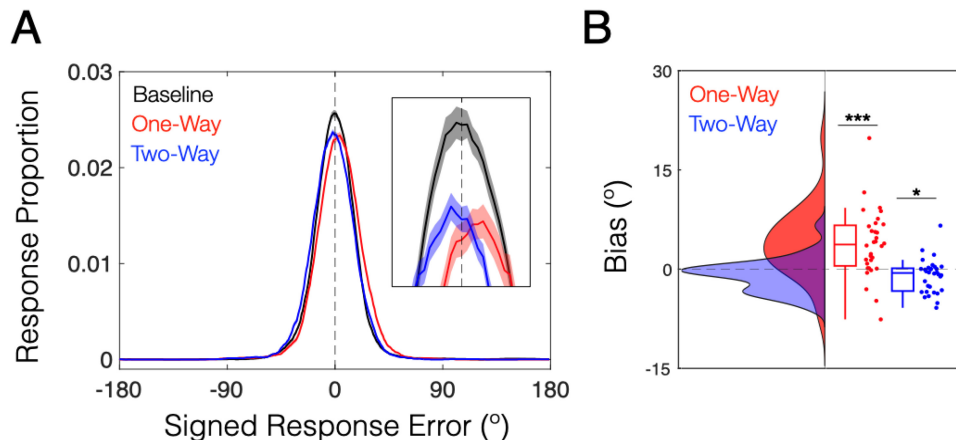 A
Response Proportion
0.03
0.02
0.01
0
Baseline
One-Way
Two-Way
-180
-90
0
90
180
Signed Response Error (º)
B
Bias (º)
30
15
0
-15
One-Way
Two-Way
***
*